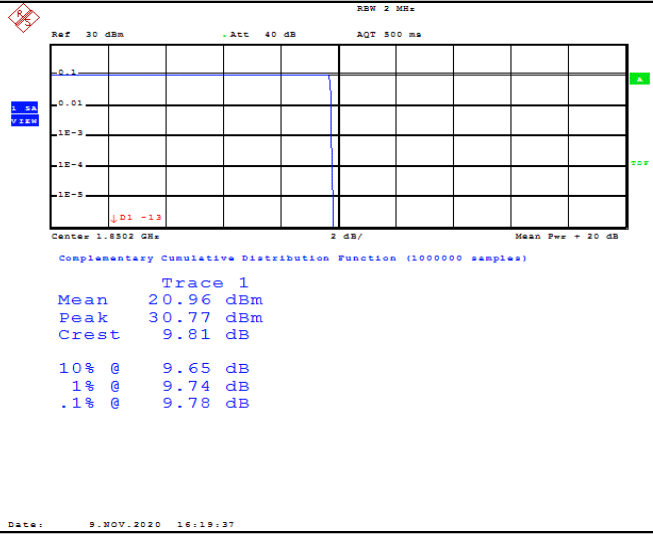 R S
RBW 2 MHz
Ref 30 dBm Att 40 dB AQT 500 ms
0.1
A
0.01
1 SA
VIEW
1E-3
1E-4
TDF
1E-5
D1 -13
Center 1.8502 GHz 2 dB/ Mean Pwr + 20 dB
Complementary Cumulative Distribution Function (1000000 samples)
Trace 1
Mean 20.96 dBm
Peak 30.77 dBm
Crest 9.81 dB
10% @ 9.65 dB
1% @ 9.74 dB
.1% @ 9.78 dB
Date: 9.NOV.2020 16:19:37